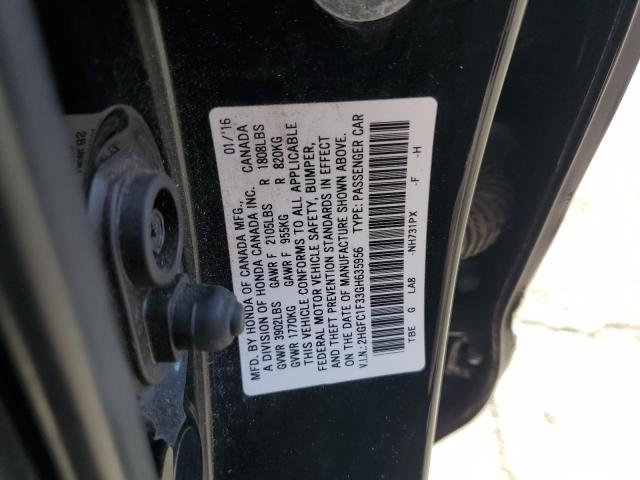 MFD. BY HONDA OF CANADA MFG., 01/'16
A DIVISION OF HONDA CANADA INC. CANADA
GVWR 3902LBS GAWR F 2105LBS R 1808LBS
GVWR 1770KG GAWR F 955KG R 820KG
THIS VEHICLE CONFORMS TO ALL APPLICABLE
FEDERAL MOTOR VEHICLE SAFETY, BUMPER,
AND THEFT PREVENTION STANDARDS IN EFFECT
ON THE DATE OF MANUFACTURE SHOWN ABOVE.
V.I.N.: 2HGFC1F33GH635956 TYPE: PASSENGER CAR
TBE G LA8 -NH731PX -F -H